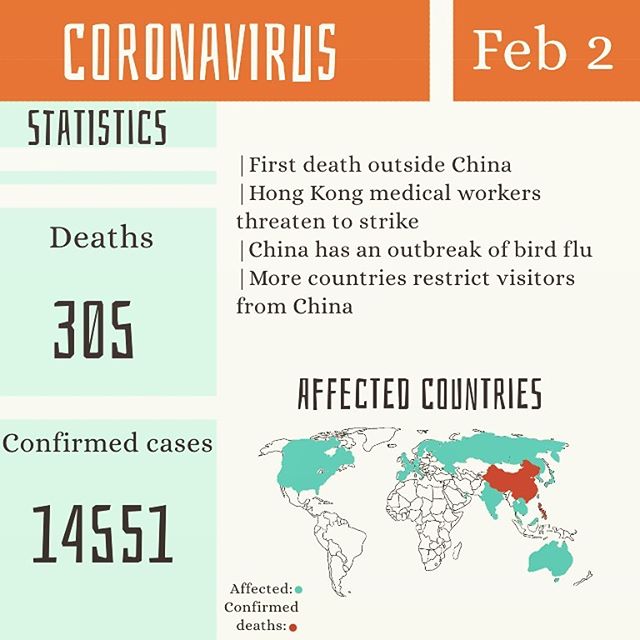 CORONAVIRUS
Feb 2
STATISTICS
Deaths
305
Confirmed cases
14551
|First death outside China
|Hong Kong medical workers
threaten to strike
|China has an outbreak of bird flu
|More countries restrict visitors
from China
AFFECTED COUNTRIES
Affected:
Confirmed
deaths: